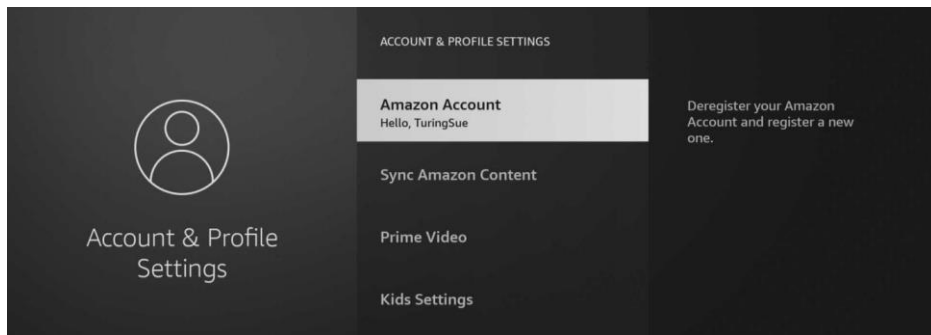 Account & Profile
Settings
ACCOUNT & PROFILE SETTINGS
Amazon Account
Hello, TuringSue
Sync Amazon Content
Prime Video
Kids Settings
Deregister your Amazon
Account and register a new
one.